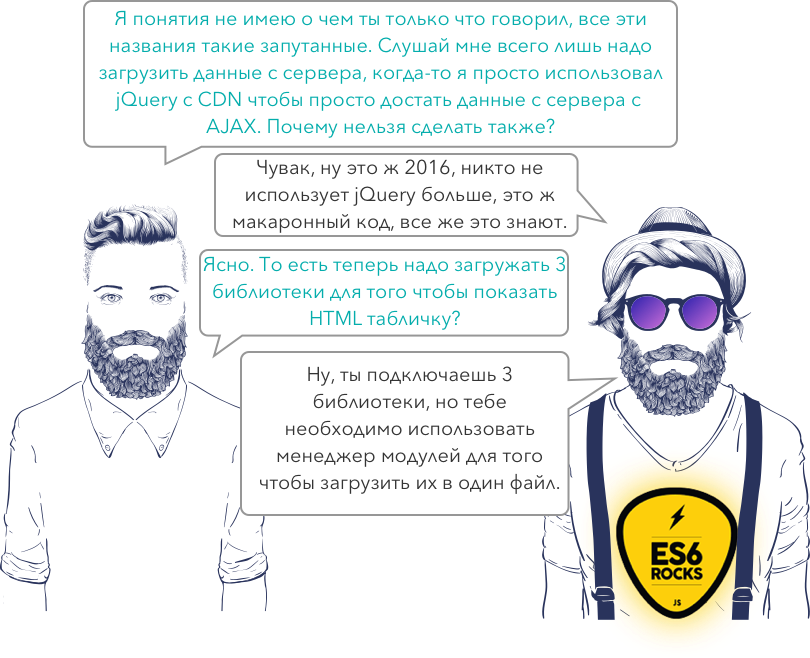 Я понятия не имею о чем ты только что говорил, все эти
названия такие запутанные. Слушай мне всего лишь надо
загрузить данные с сервера, когда-то я просто использовал
jQuery с CDN чтобы просто достать данные с сервера с
AJAX. Почему нельзя сделать также?
Чувак, ну это ж 2016, никто не
использует jQuery больше, это ж
макаронный код, все же это знают.
Ясно. То есть теперь надо загружать 3
библиотеки для того чтобы показать
HTML табличку?
Ну, ты подключаешь 3
библиотеки, но тебе
необходимо использовать
менеджер модулей для того
чтобы загрузить их в один файл.
ES6
ROCKS
JS